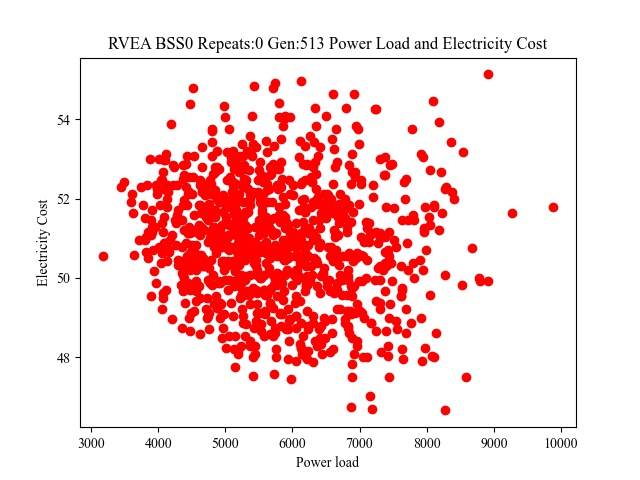 RVEA BSS0 Repeats:0 Gen:513 Power Load and Electricity Cost
54
52
50
48
Electricity Cost
3000 4000 5000 6000 7000 8000 9000 10000
Power load